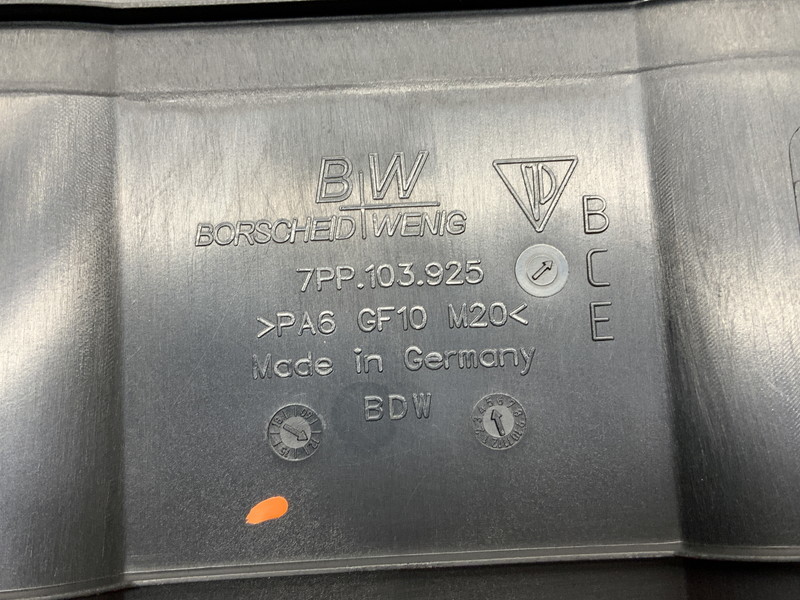 BW
BORSCHEID WENIG
7PP.103.925
>PA6 GF10 M20<
Made in Germany
BDW
B
C
E